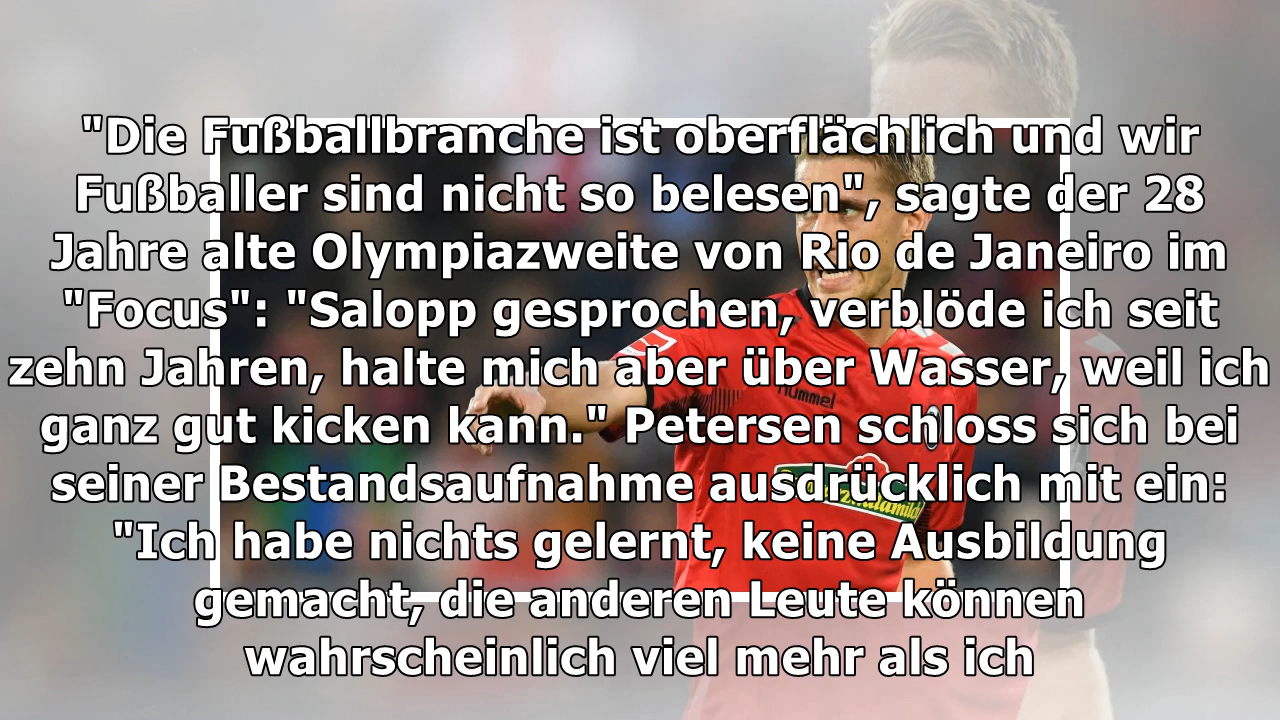 "Die Fußballbranche ist oberflächlich und wir
Fußballer sind nicht so belesen", sagte der 28
Jahre alte Olympiazweite von Rio de Janeiro im
"Focus": "Salopp gesprochen, verblöde ich seit
zehn Jahren, halte mich aber über Wasser, weil ich
ganz gut kicken kann." Petersen schloss sich bei
seiner Bestandsaufnahme ausdrücklich mit ein:
"Ich habe nichts gelernt, keine Ausbildung
gemacht, die anderen Leute können
wahrscheinlich viel mehr als ich
hummel